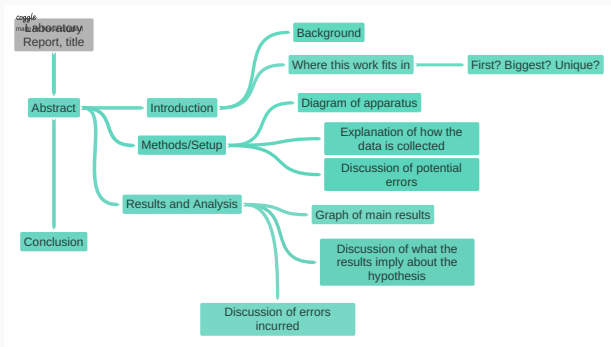 coggle
Laboratory
Report, title
Background
Where this work fits in
First? Biggest? Unique?
Abstract
Introduction
Diagram of apparatus
Methods/Setup
Explanation of how the
data is collected
Discussion of potential
errors
Results and Analysis
Graph of main results
Conclusion
Discussion of what the
results imply about the
hypothesis
Discussion of errors
incurred